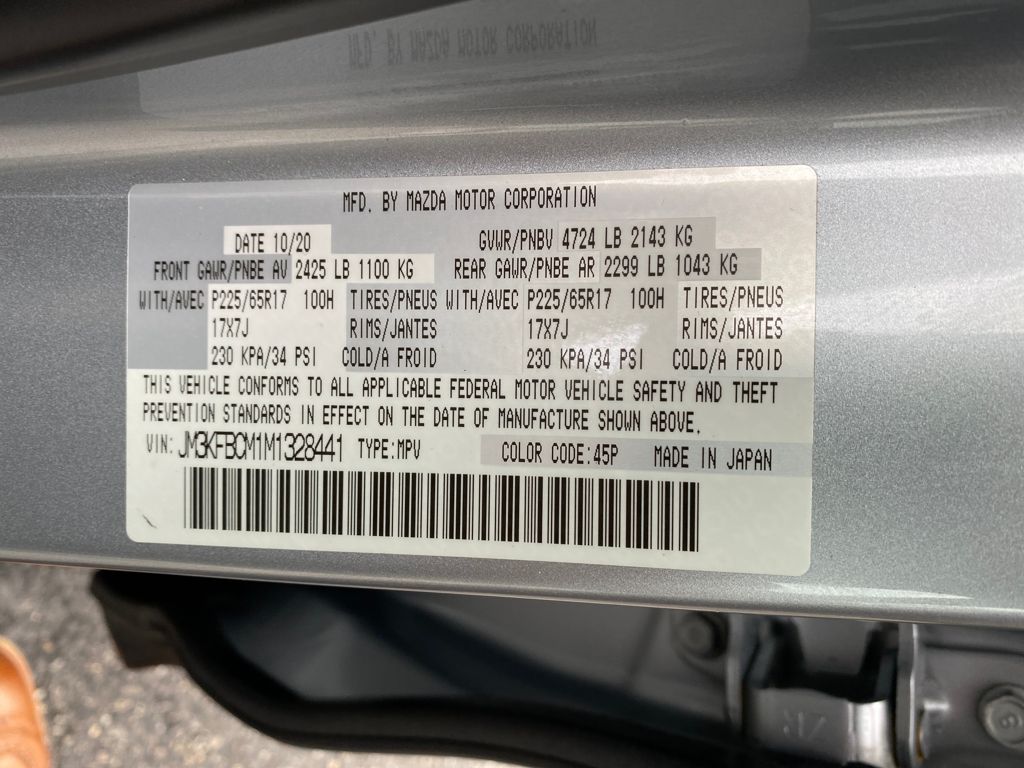 MFD. BY MAZDA MOTOR CORPORATION
DATE 10/20 GVWR/PNBV 4724 LB 2143 KG
FRONT GAWR/PNBE AV 2425 LB 1100 KG REAR GAWR/PNBE AR 2299 LB 1043 KG
WITH/AVEC P225/65R17 100H TIRES/PNEUS WITH/AVEC P225/65R17 100H TIRES/PNEUS
17X7J RIMS/JANTES 17X7J RIMS/JANTES
230 KPA/34 PSI COLD/A FROID 230 KPA/34 PSI COLD/A FROID
THIS VEHICLE CONFORMS TO ALL APPLICABLE FEDERAL MOTOR VEHICLE SAFETY AND THEFT
PREVENTION STANDARDS IN EFFECT ON THE DATE OF MANUFACTURE SHOWN ABOVE.
VIN: JM3KFBCM1M1328441 TYPE:MPV COLOR CODE:45P MADE IN JAPAN